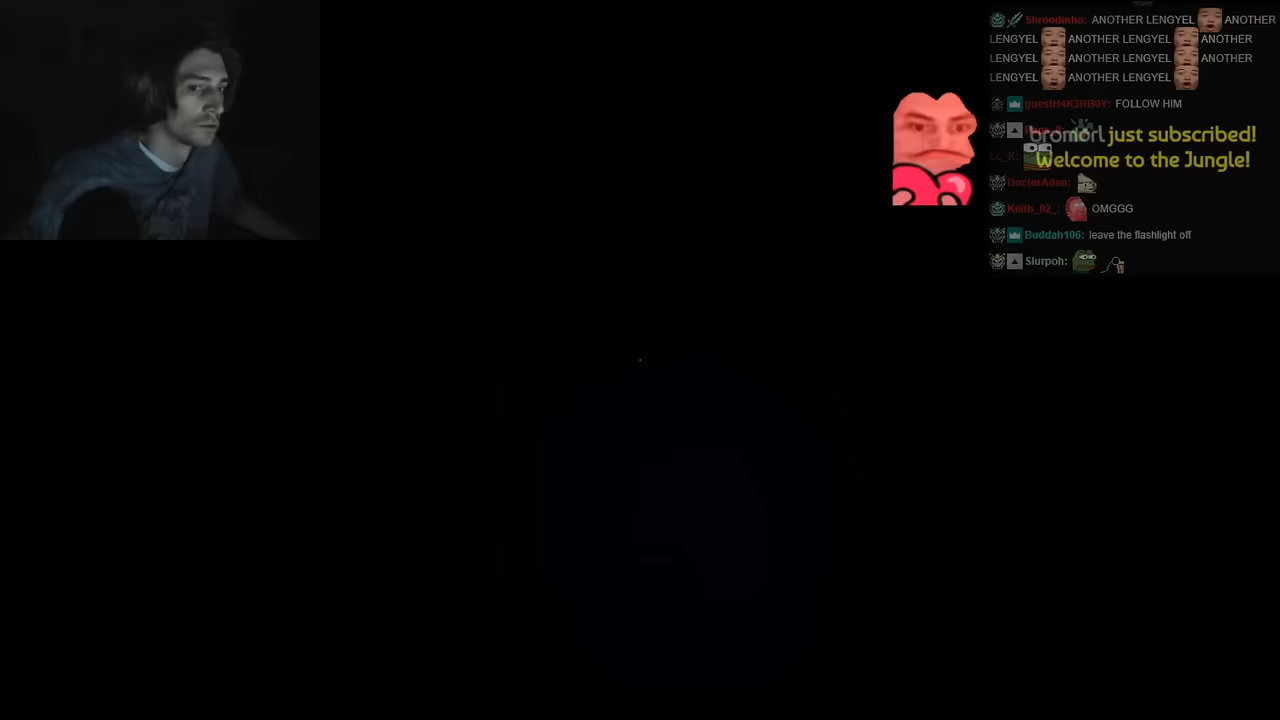 Shroodinho: ANOTHER LENGYEL ANOTHER
LENGYEL ANOTHER LENGYEL ANOTHER
LENGYEL ANOTHER LENGYEL ANOTHER
LENGYEL ANOTHER LENGYEL
guestH4K3RB0Y: FOLLOW HIM
bromorl just subscribed!
Welcome to the Jungle!
DoctorAden:
Keith_02_: OMGGG
Buddah106: leave the flashlight off
Slurpoh: